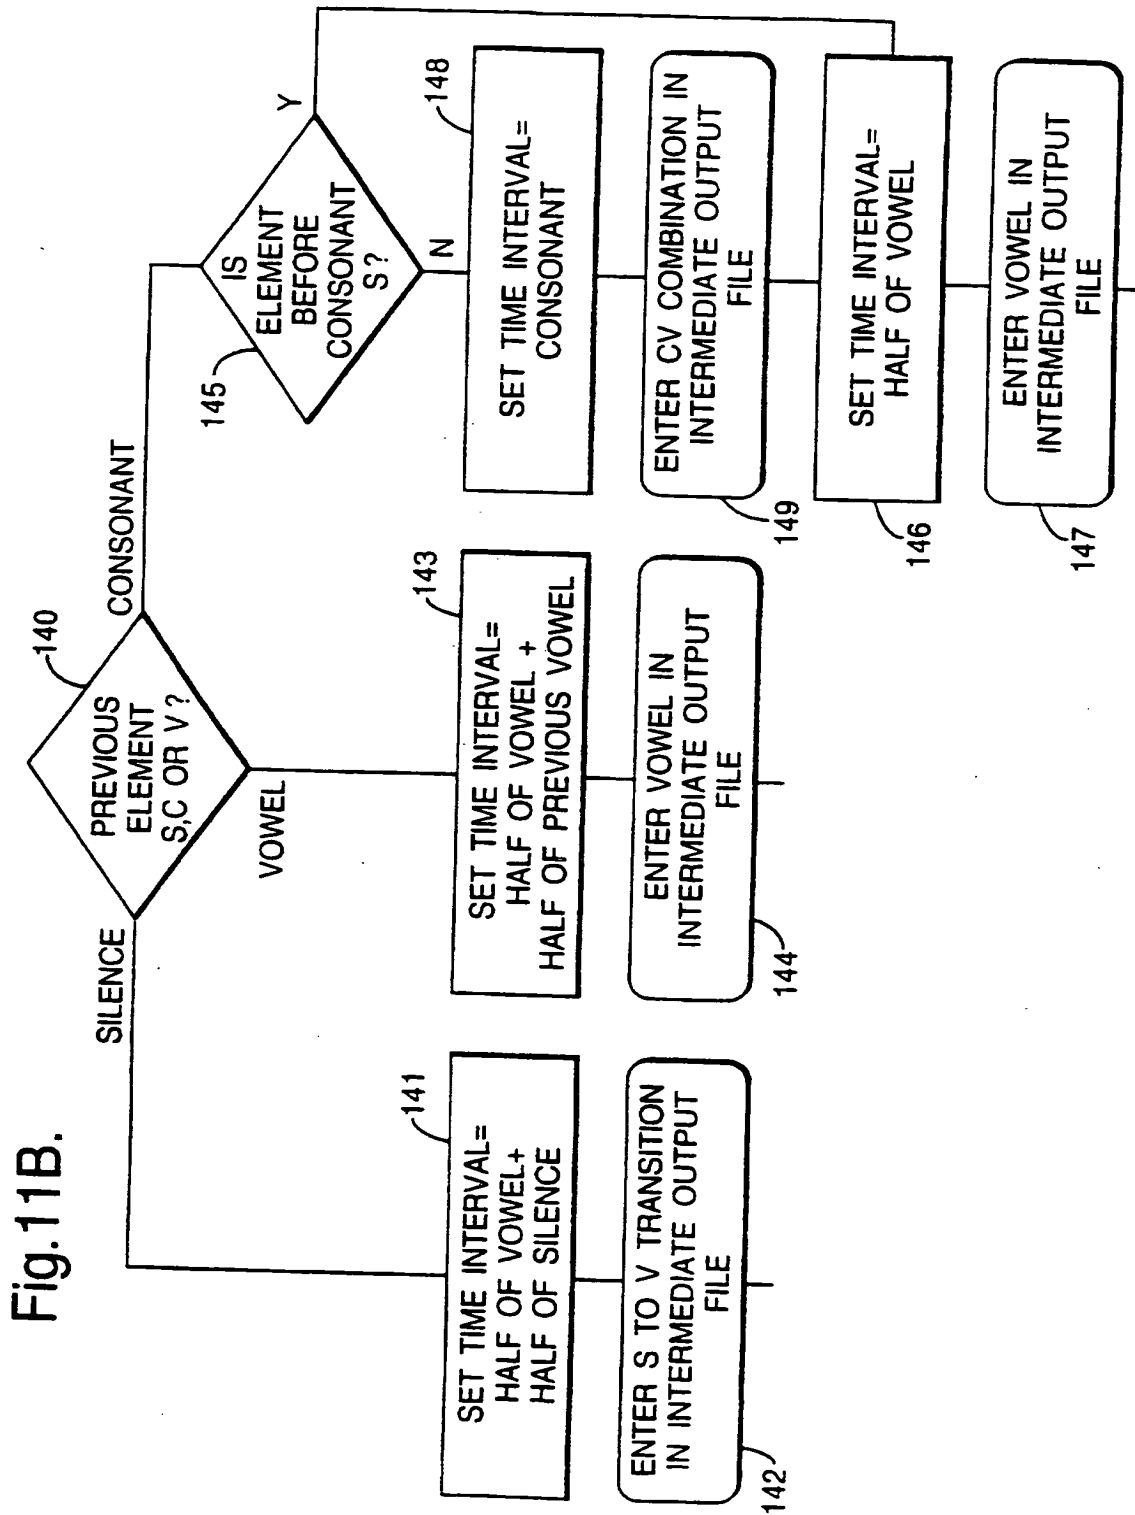 Fig.11B.
140
PREVIOUS
ELEMENT
S,C OR V?
SILENCE
VOWEL
CONSONANT
141
SET TIME INTERVAL=
HALF OF VOWEL+
HALF OF SILENCE
142
ENTER S TO V TRANSITION
IN INTERMEDIATE OUTPUT
FILE
143
SET TIME INTERVAL=
HALF OF VOWEL +
HALF OF PREVIOUS VOWEL
144
ENTER VOWEL IN
INTERMEDIATE OUTPUT
FILE
145
IS
ELEMENT
BEFORE
CONSONANT
S?
Y
N
148
SET TIME INTERVAL=
CONSONANT
149
ENTER CV COMBINATION IN
INTERMEDIATE OUTPUT
FILE
146
SET TIME INTERVAL=
HALF OF VOWEL
147
ENTER VOWEL IN
INTERMEDIATE OUTPUT
FILE